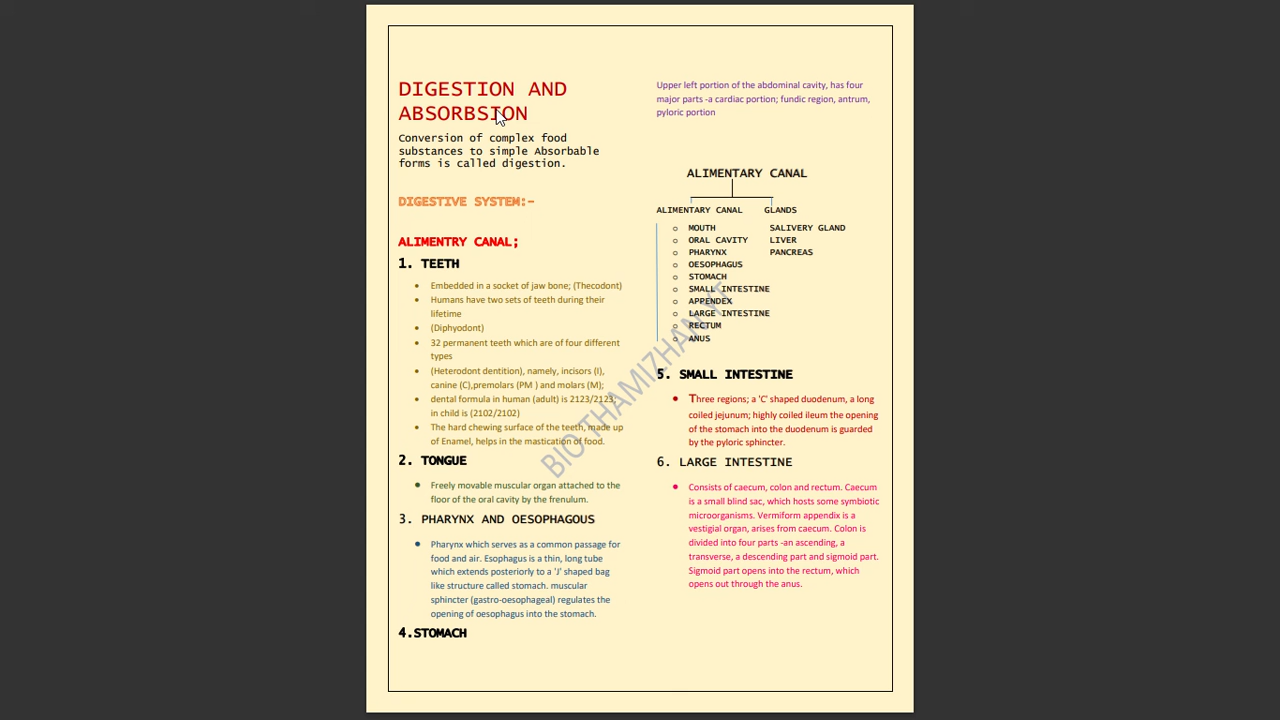 DIGESTION AND
ABSORBSION
Conversion of complex food
substances to simple Absorbable
forms is called digestion.
DIGESTIVE SYSTEM:-
ALIMENTRY CANAL;
1. TEETH
• Embedded in a socket of jaw bone; (Thecodont)
• Humans have two sets of teeth during their
lifetime
• (Diphyodont)
• 32 permanent teeth which are of four different
types
• (Heterodont dentition), namely, incisors (I),
canine (C),premolars (PM ) and molars (M);
• dental formula in human (adult) is 2123/2123;
in child is (2102/2102)
• The hard chewing surface of the teeth, made up
of Enamel, helps in the mastication of food.
2. TONGUE
• Freely movable muscular organ attached to the
floor of the oral cavity by the frenulum.
3. PHARYNX AND OESOPHAGOUS
• Pharynx which serves as a common passage for
food and air. Esophagus is a thin, long tube
which extends posteriorly to a 'J' shaped bag
like structure called stomach. muscular
sphincter (gastro-oesophageal) regulates the
opening of oesophagus into the stomach.
4.STOMACH
Upper left portion of the abdominal cavity, has four
major parts -a cardiac portion; fundic region, antrum,
pyloric portion
ALIMENTARY CANAL
ALIMENTARY CANAL GLANDS
o MOUTH SALIVERY GLAND
o ORAL CAVITY LIVER
o PHARYNX PANCREAS
o OESOPHAGUS
o STOMACH
o SMALL INTESTINE
o APPENDEX
o LARGE INTESTINE
o RECTUM
o ANUS
5. SMALL INTESTINE
• Three regions; a 'C' shaped duodenum, a long
coiled jejunum; highly coiled ileum the opening
of the stomach into the duodenum is guarded
by the pyloric sphincter.
6. LARGE INTESTINE
• Consists of caecum, colon and rectum. Caecum
is a small blind sac, which hosts some symbiotic
microorganisms. Vermiform appendix is a
vestigial organ, arises from caecum. Colon is
divided into four parts -an ascending, a
transverse, a descending part and sigmoid part.
Sigmoid part opens into the rectum, which
opens out through the anus.
BIO THAMIZHAN YT